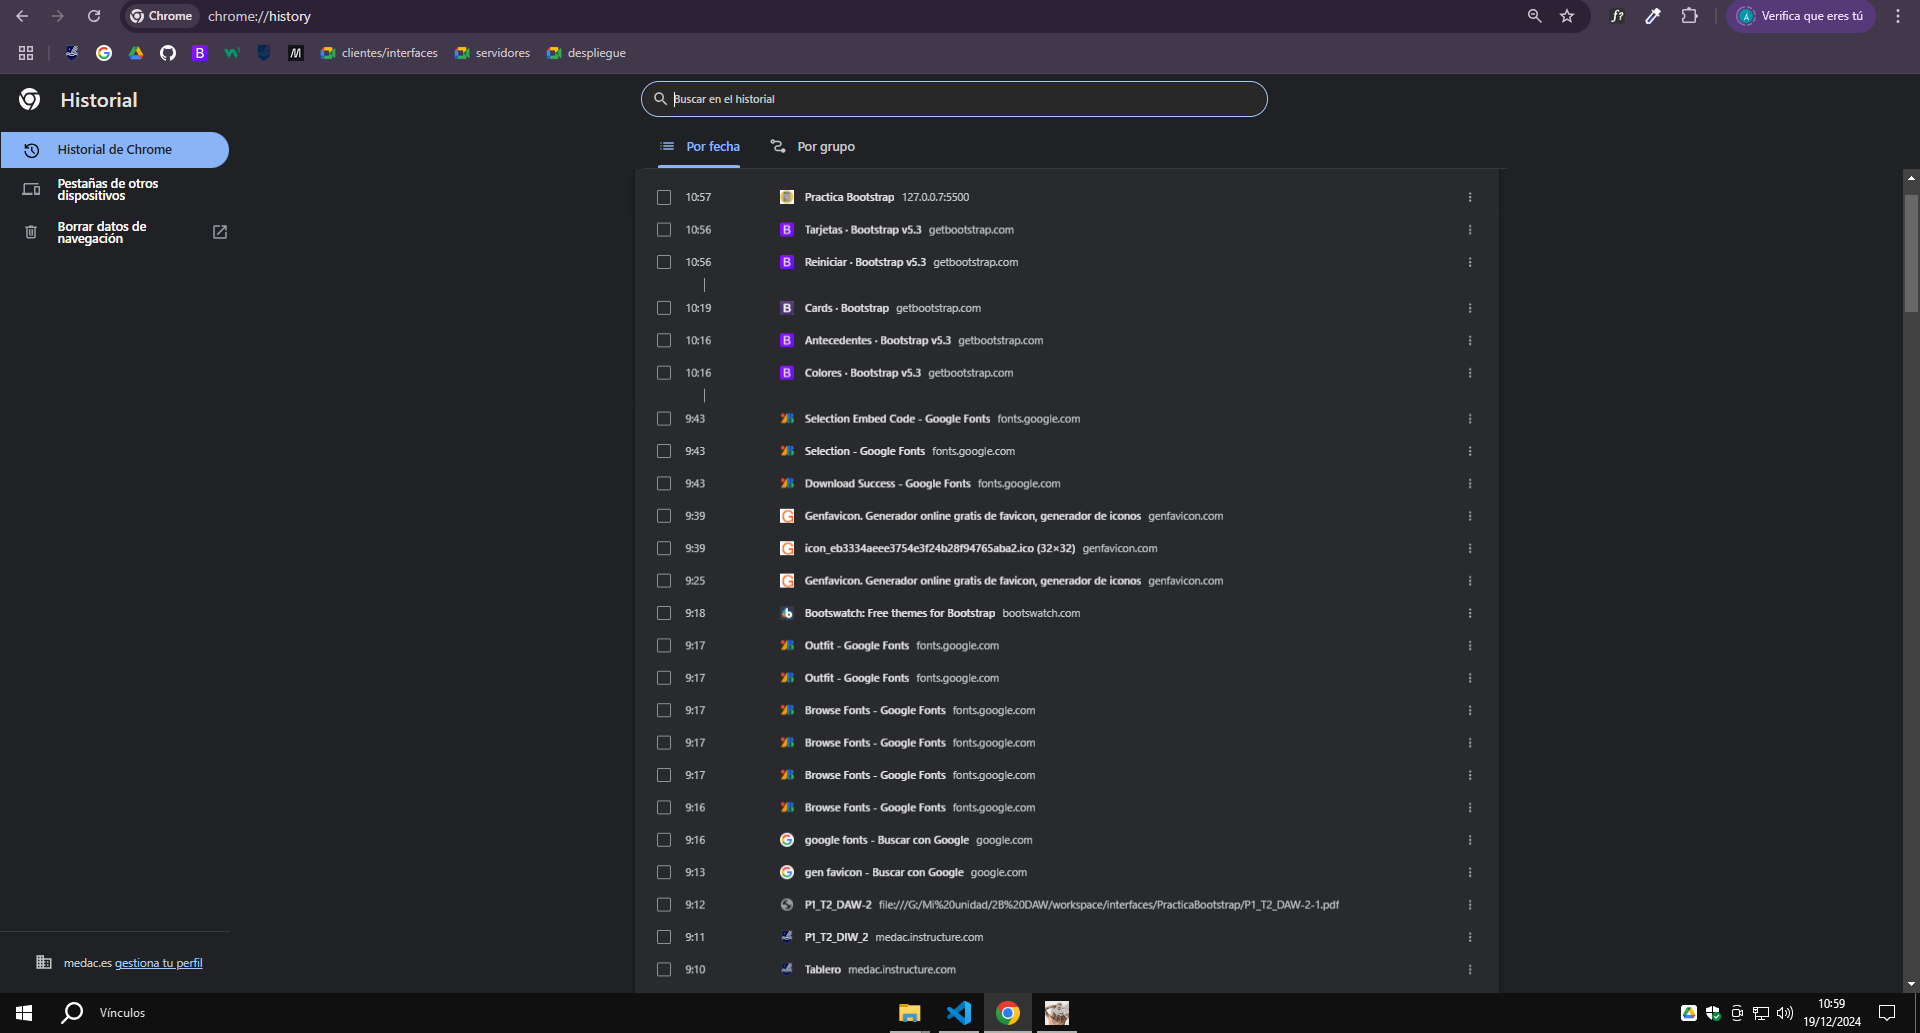 Chrome
chrome://history
Verifica que eres tú
clientes/interfaces
servidores
despliegue
Historial
Buscar en el historial
Historial de Chrome
Pestañas de otros
dispositivos
Borrar datos de
navegación
Por fecha
Por grupo
10:57 Practica Bootstrap 127.0.0.7:5500
10:56 Tarjetas · Bootstrap v5.3 getbootstrap.com
10:56 Reiniciar · Bootstrap v5.3 getbootstrap.com
10:19 Cards · Bootstrap getbootstrap.com
10:16 Antecedentes · Bootstrap v5.3 getbootstrap.com
10:16 Colores · Bootstrap v5.3 getbootstrap.com
9:43 Selection Embed Code - Google Fonts fonts.google.com
9:43 Selection - Google Fonts fonts.google.com
9:43 Download Success - Google Fonts fonts.google.com
9:39 Genfavicon. Generador online gratis de favicon, generador de iconos genfavicon.com
9:39 icon_eb3334aeee3754e3f24b28f94765aba2.ico (32×32) genfavicon.com
9:25 Genfavicon. Generador online gratis de favicon, generador de iconos genfavicon.com
9:18 Bootswatch: Free themes for Bootstrap bootswatch.com
9:17 Outfit - Google Fonts fonts.google.com
9:17 Outfit - Google Fonts fonts.google.com
9:17 Browse Fonts - Google Fonts fonts.google.com
9:17 Browse Fonts - Google Fonts fonts.google.com
9:17 Browse Fonts - Google Fonts fonts.google.com
9:16 Browse Fonts - Google Fonts fonts.google.com
9:16 google fonts - Buscar con Google google.com
9:13 gen favicon - Buscar con Google google.com
9:12 P1_T2_DAW-2 file:///G:/Mi%20unidad/2B%20DAW/workspace/interfaces/PracticaBootstrap/P1_T2_DAW-2-1.pdf
9:11 P1_T2_DIW_2 medac.instructure.com
9:10 Tablero medac.instructure.com
medac.es gestiona tu perfil
Vínculos
10:59
19/12/2024